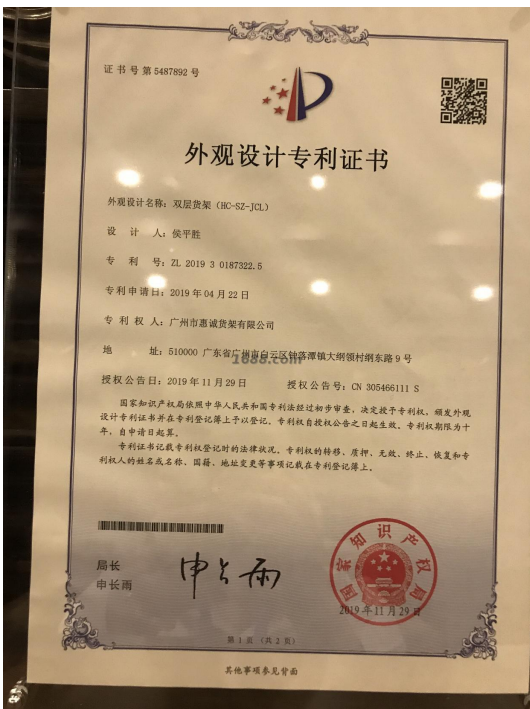 证书号第5487892号
外观设计专利证书
外观设计名称：双层货架（HC-SZ-JCL）
设 计 人：侯平胜
专 利 号：ZL 2019 3 0187322.5
专利申请日：2019年04月22日
专 利 权 人：广州市惠诚货架有限公司
地 址：510000 广东省广州市白云区钟落潭镇大纲领村纲东路9号
1688.com
授权公告日：2019年11月29日 授权公告号：CN 305466111 S
国家知识产权局依照中华人民共和国专利法经过初步审查，决定授予专利权，颁发外观
设计专利证书并在专利登记簿上予以登记。专利权自授权公告之日起生效。专利权期限为十
年，自申请日起算。
专利证书记载专利权登记时的法律状况。专利权的转移、质押、无效、终止、恢复和专
利权人的姓名或名称、国籍、地址变更等事项记载在专利登记簿上。
局长
申长雨
申长雨
国家知识产权局
2019年11月29日
第1页（共2页）
其他事项参见背面